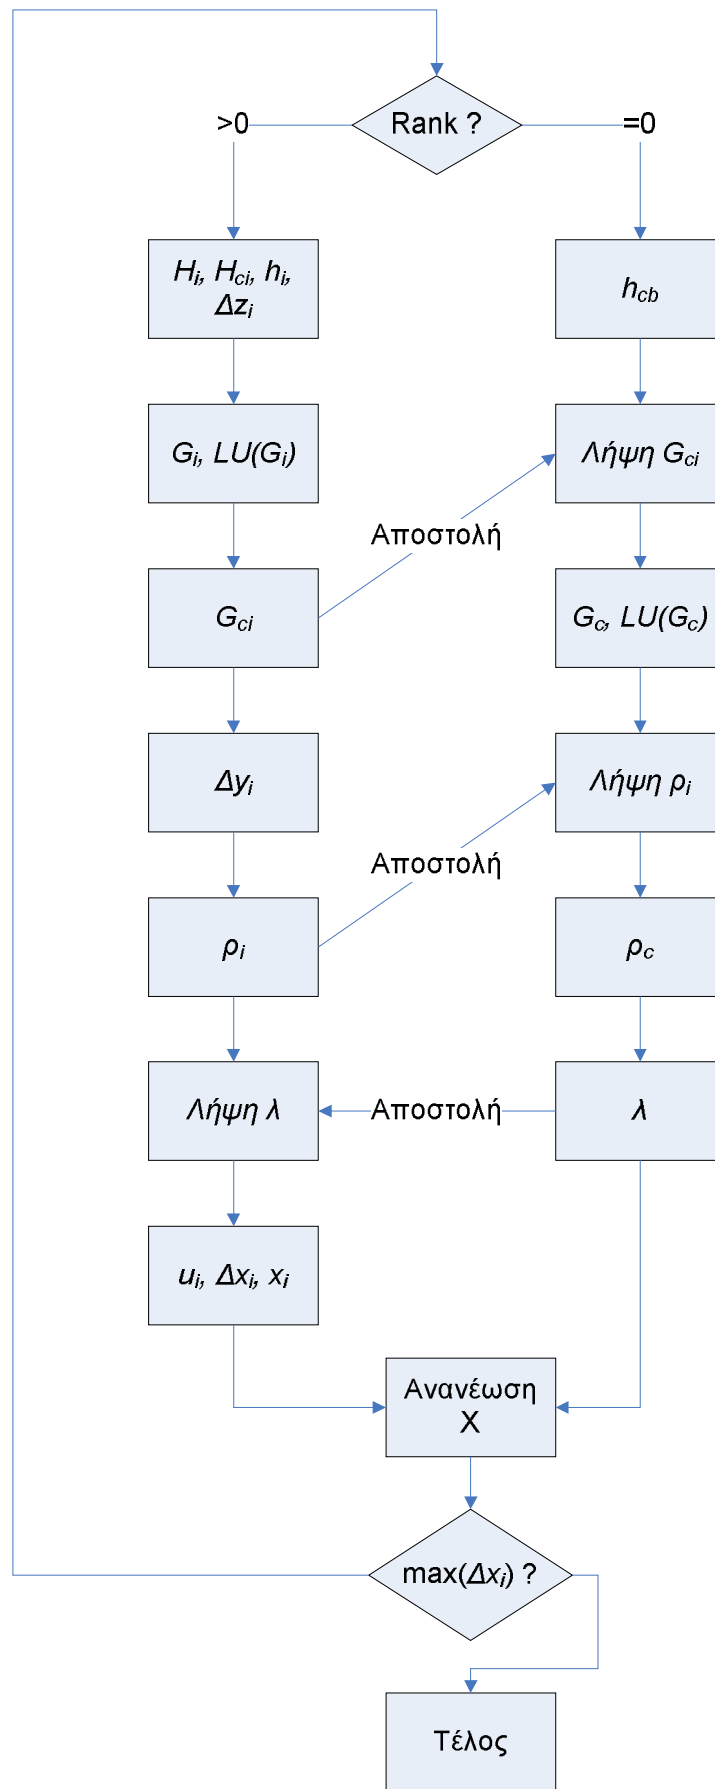 Rank ?
>0
=0
Hi, Hci, hi,
Δzi
hcb
Gi, LU(Gi)
Λήψη Gci
Αποστολή
Gci
Gc, LU(Gc)
Δyi
Λήψη ρi
Αποστολή
ρi
ρc
Λήψη λ
Αποστολή
λ
ui, Δxi, xi
Ανανέωση
X
max(Δxi) ?
Τέλος